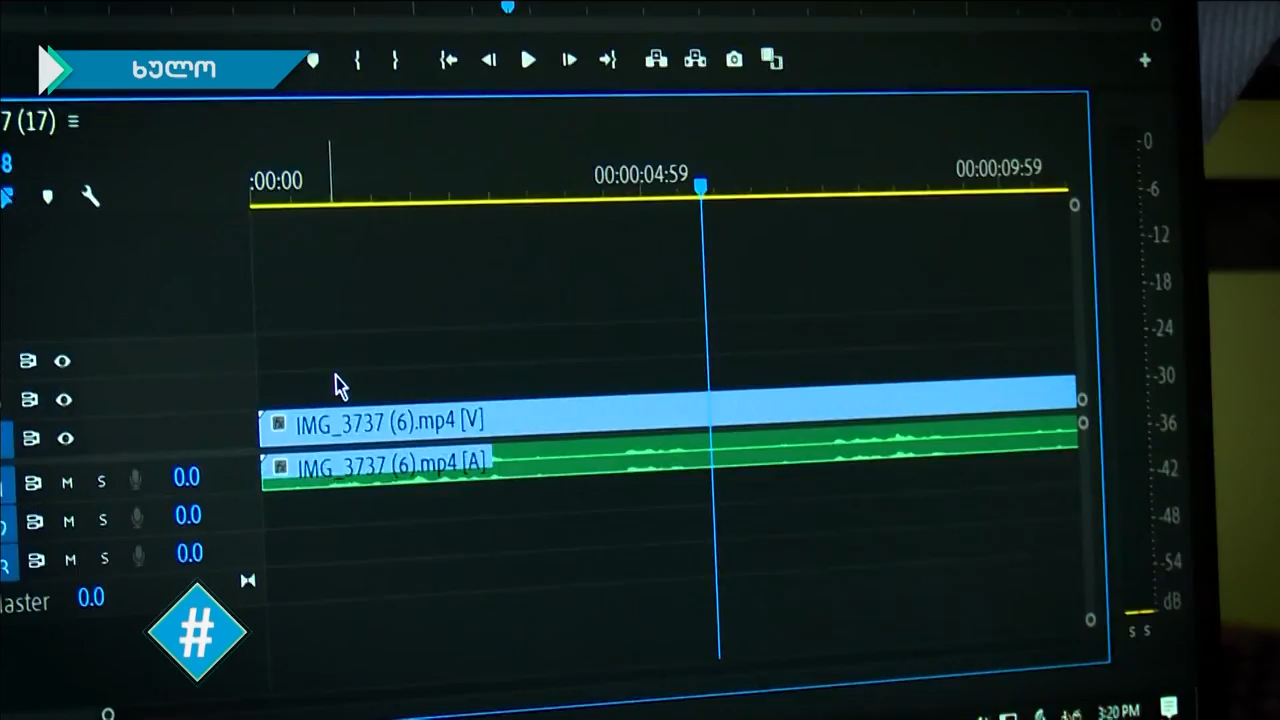 ხულო
7 (17)
8
:00:00
00:00:04:59
00:00:09:59
IMG_3737 (6).mp4 [V]
IMG_3737 (6).mp4 [A]
M S 0.0
M S 0.0
R M S 0.0
laster 0.0
#
-0
-6
-12
-18
-24
-30
-36
-42
-48
-54
dB
S S
3:20 PM